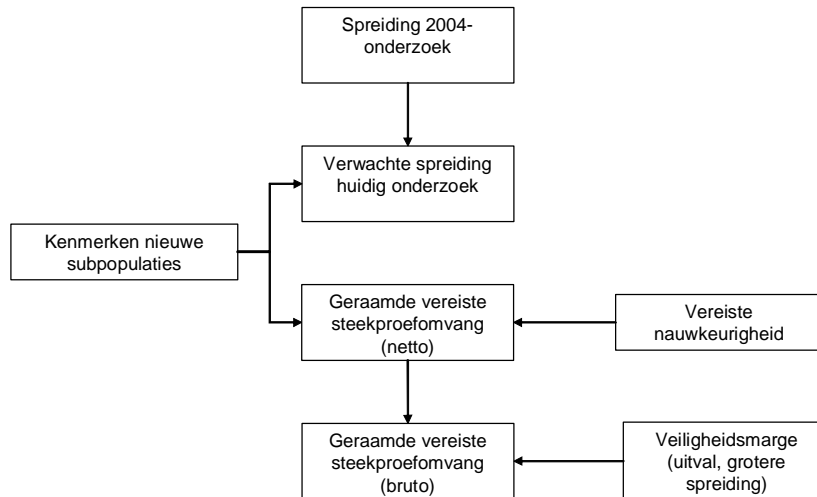 Spreiding 2004-
onderzoek
Verwachte spreiding
huidig onderzoek
Kenmerken nieuwe
subpopulaties
Geraamde vereiste
steekproefomvang
(netto)
Vereiste
nauwkeurigheid
Geraamde vereiste
steekproefomvang
(bruto)
Veiligheidsmarge
(uitval, grotere
spreiding)